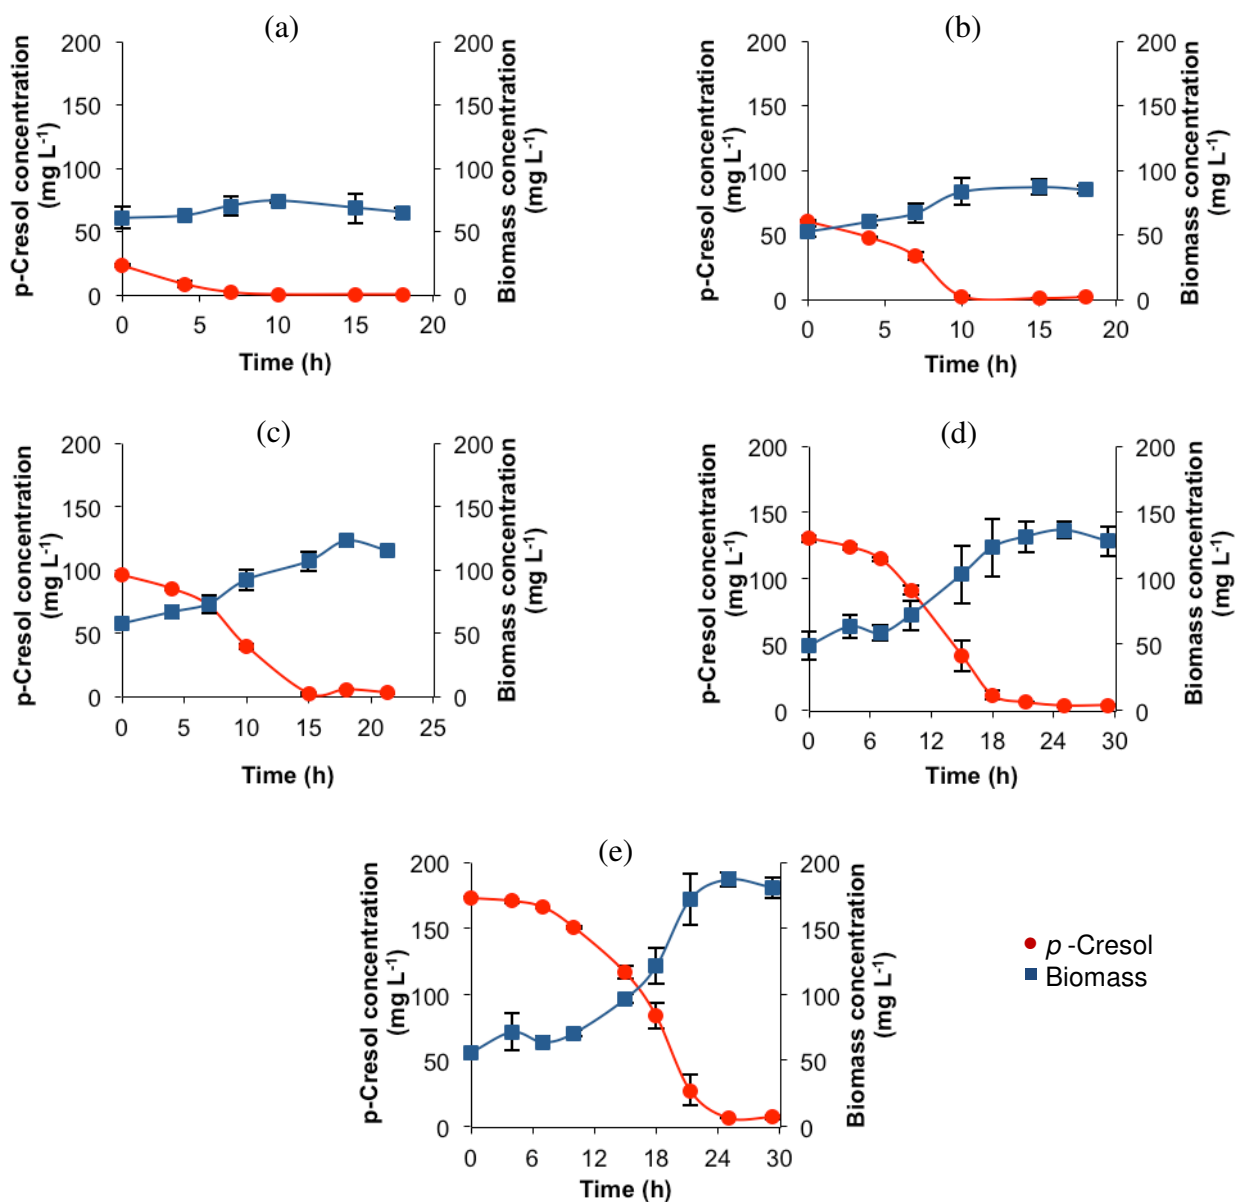 (a)
p-Cresol concentration
(mg L-1)
200
150
100
50
0
200
150
100
50
0
Biomass concentration
(mg L-1)
0 5 10 15 20
Time (h)
(b)
p-Cresol concentration
(mg L-1)
200
150
100
50
0
200
150
100
50
0
Biomass concentration
(mg L-1)
0 5 10 15 20
Time (h)
(c)
p-Cresol concentration
(mg L-1)
200
150
100
50
0
200
150
100
50
0
Biomass concentration
(mg L-1)
0 5 10 15 20 25
Time (h)
(d)
p-Cresol concentration
(mg L-1)
200
150
100
50
0
200
150
100
50
0
Biomass concentration
(mg L-1)
0 6 12 18 24 30
Time (h)
(e)
p-Cresol concentration
(mg L-1)
200
150
100
50
0
200
150
100
50
0
Biomass concentration
(mg L-1)
0 6 12 18 24 30
Time (h)
p -Cresol
Biomass